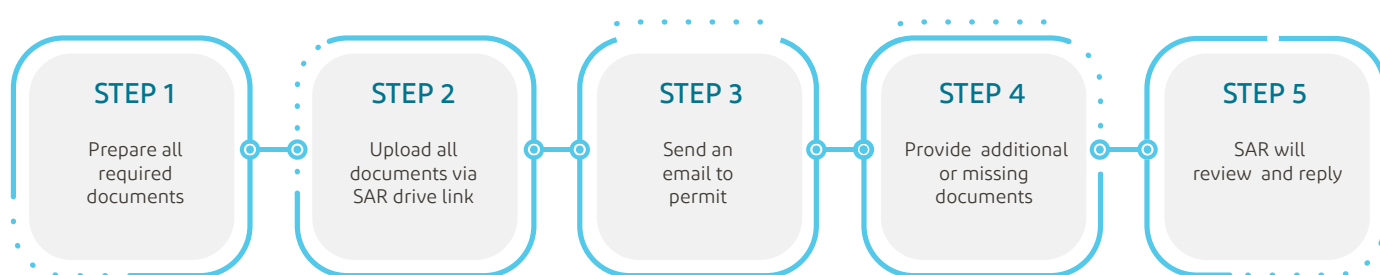 STEP 1
Prepare all
required
documents
STEP 2
Upload all
documents via
SAR drive link
STEP 3
Send an
email to
permit
STEP 4
Provide additional
or missing
documents
STEP 5
SAR will
review and reply